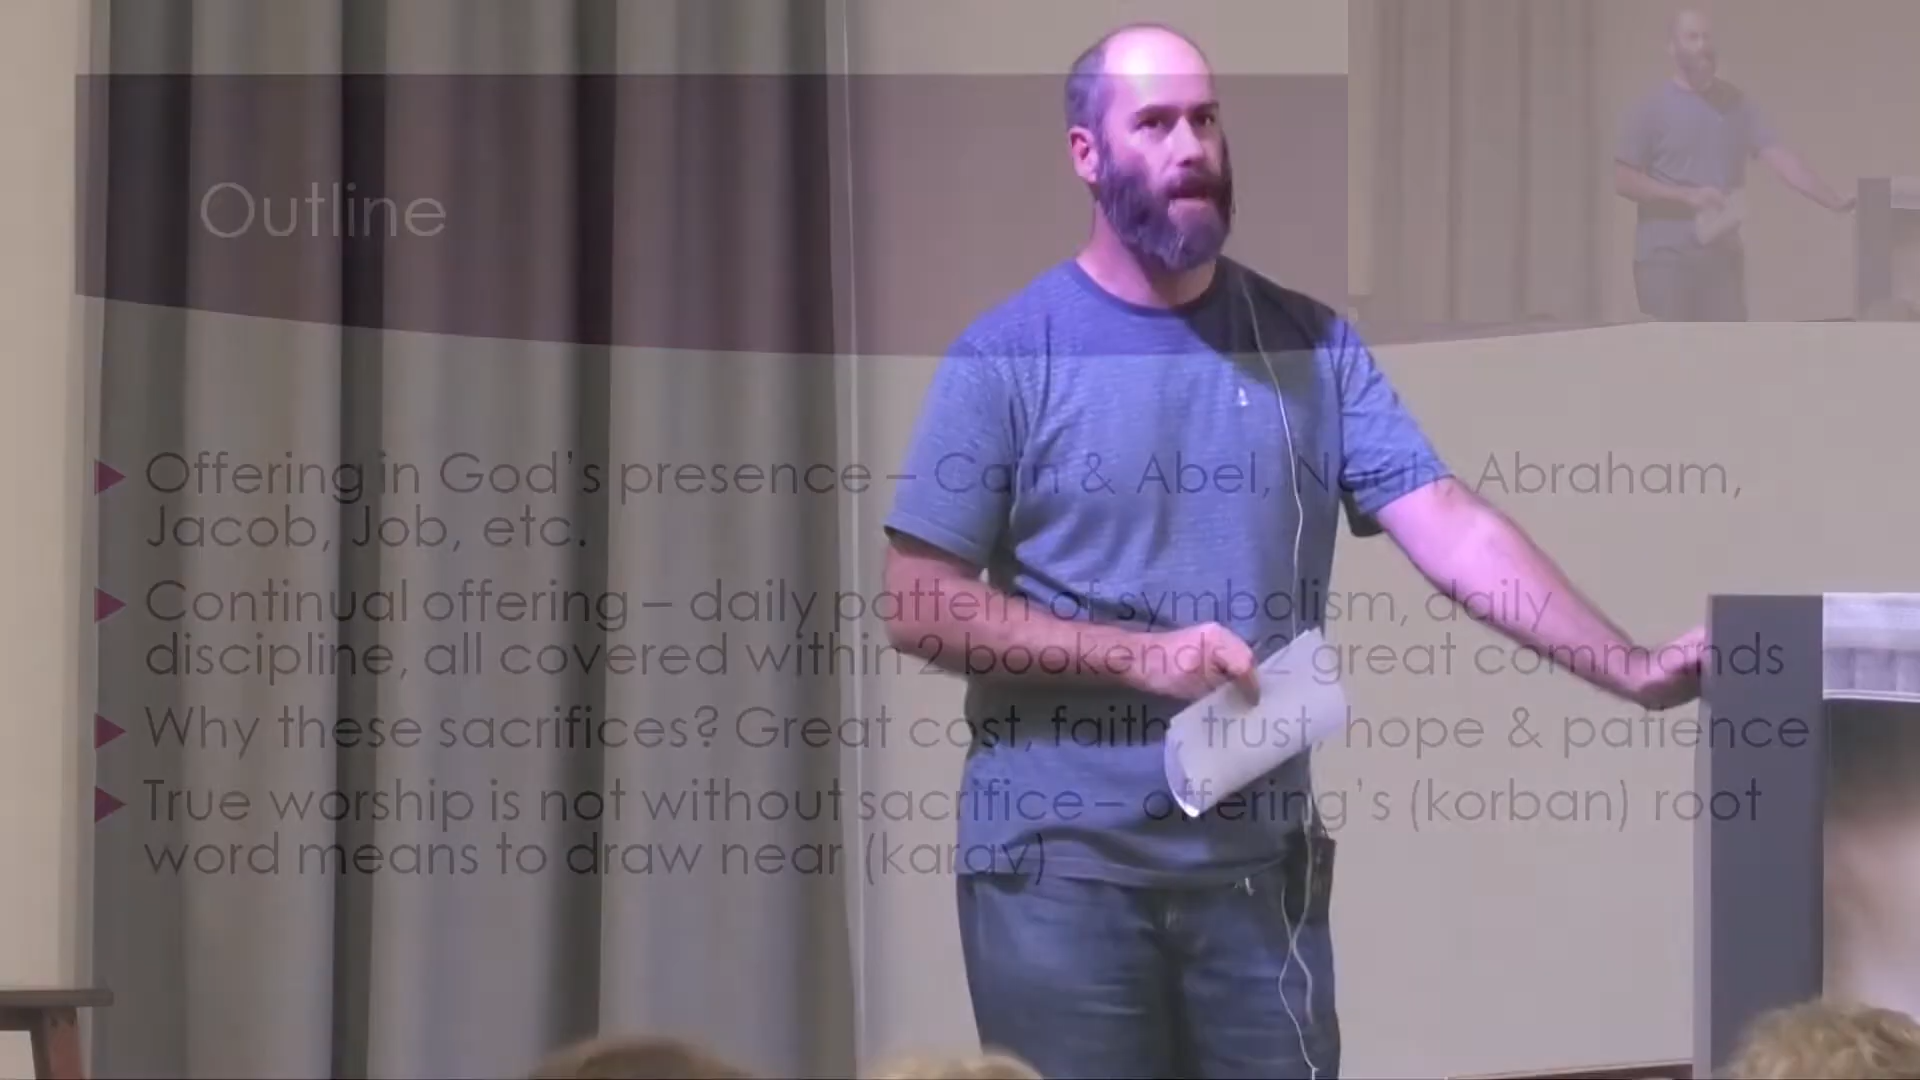 Outline
Offering in God's presence – Cain & Abel, Noah, Abraham,
Jacob, Job, etc.
Continual offering – daily pattern of symbolism, daily
discipline, all covered within 2 bookends, 2 great commands
Why these sacrifices? Great cost, faith, trust, hope & patience
True worship is not without sacrifice – offering's (korban) root
word means to draw near (karav)